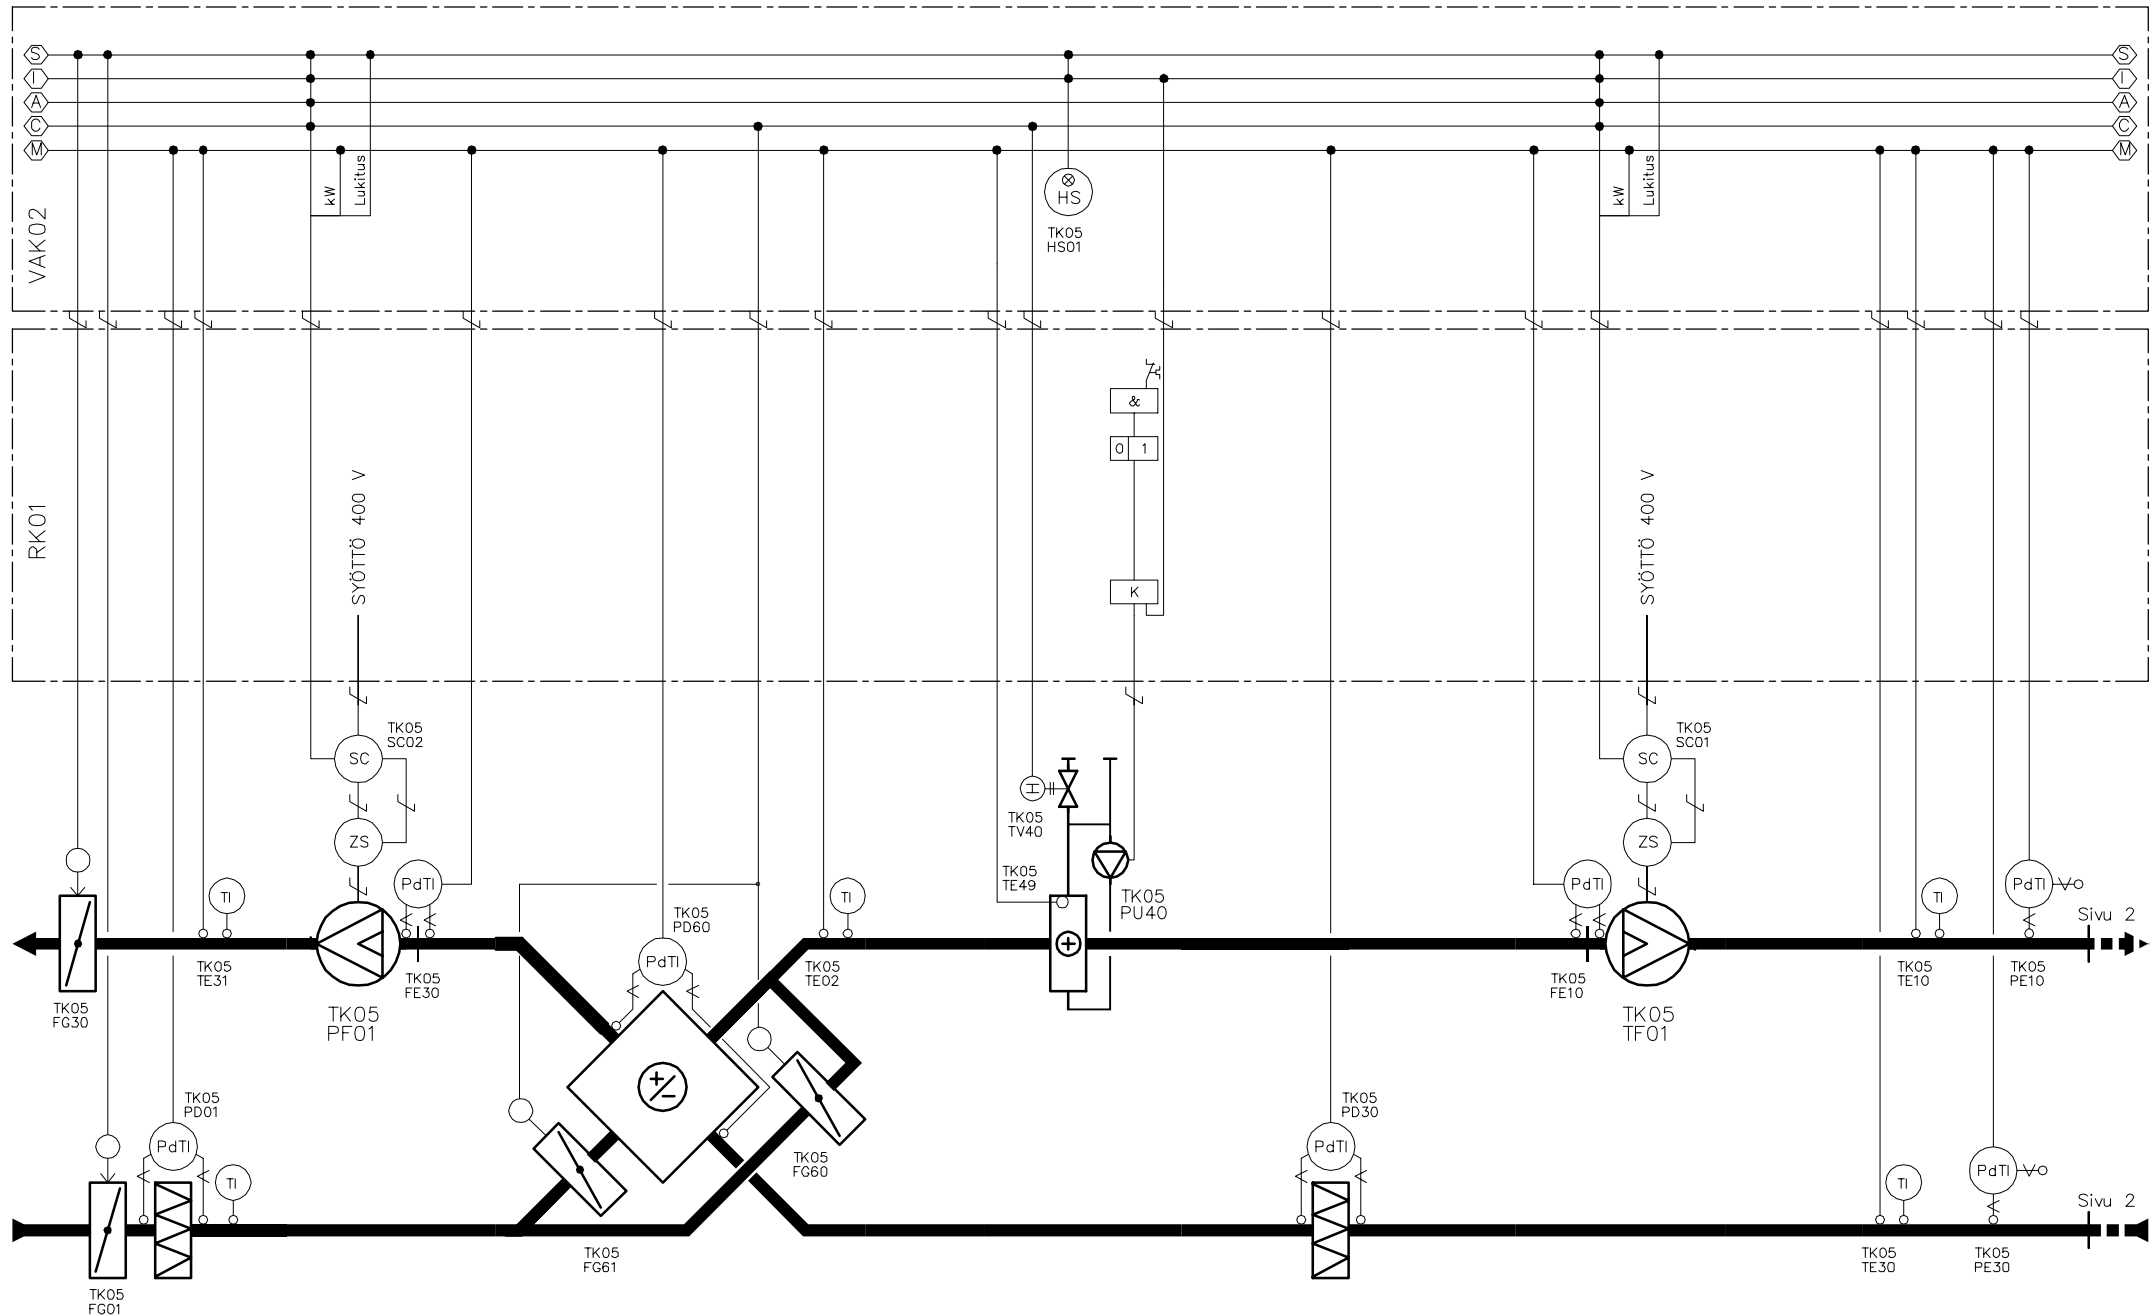 S
S
I
I
A
A
C
C
M
M
kW
Lukitus
HS
TK05
HS01
kW
Lukitus
VAK02
&
0 1
RK01
SYÖTTÖ 400 V
K
SYÖTTÖ 400 V
TK05
SC02
SC
TK05
SC01
SC
H
TK05
TV40
ZS
ZS
TI
PdTI
TI
TK05
TE49
TK05
PU40
PdTI
TI
PdTI
Sivu 2
TK05
PD60
PdTI
TK05
FG30
TK05
TE31
TK05
FE30
TK05
TE02
TK05
FE10
TK05
TE10
TK05
PE10
TK05
PF01
TK05
TF01
TK05
PD01
PdTI
TI
TK05
FG60
TK05
PD30
PdTI
TI
PdTI
Sivu 2
TK05
FG61
TK05
TE30
TK05
PE30
TK05
FG01